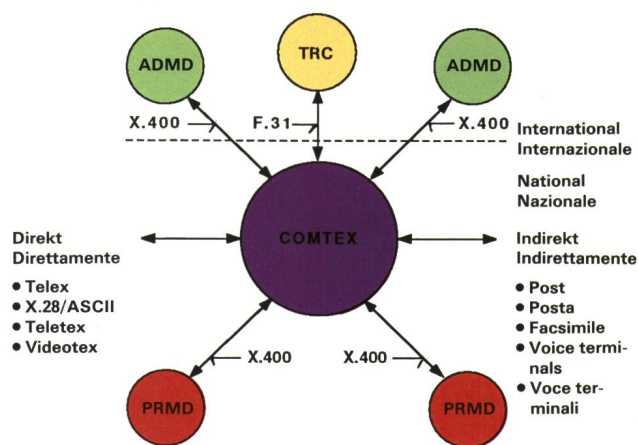 ADMD
TRC
ADMD
X.400
F.31
X.400
International
Internazionale
National
Nazionale
COMTEX
Direkt
Direttamente
• Telex
• X.28/ASCII
• Teletex
• Videotex
Indirekt
Indirettamente
• Post
• Posta
• Facsimile
• Voice termi-
nals
• Voce ter-
minali
X.400
X.400
PRMD
PRMD